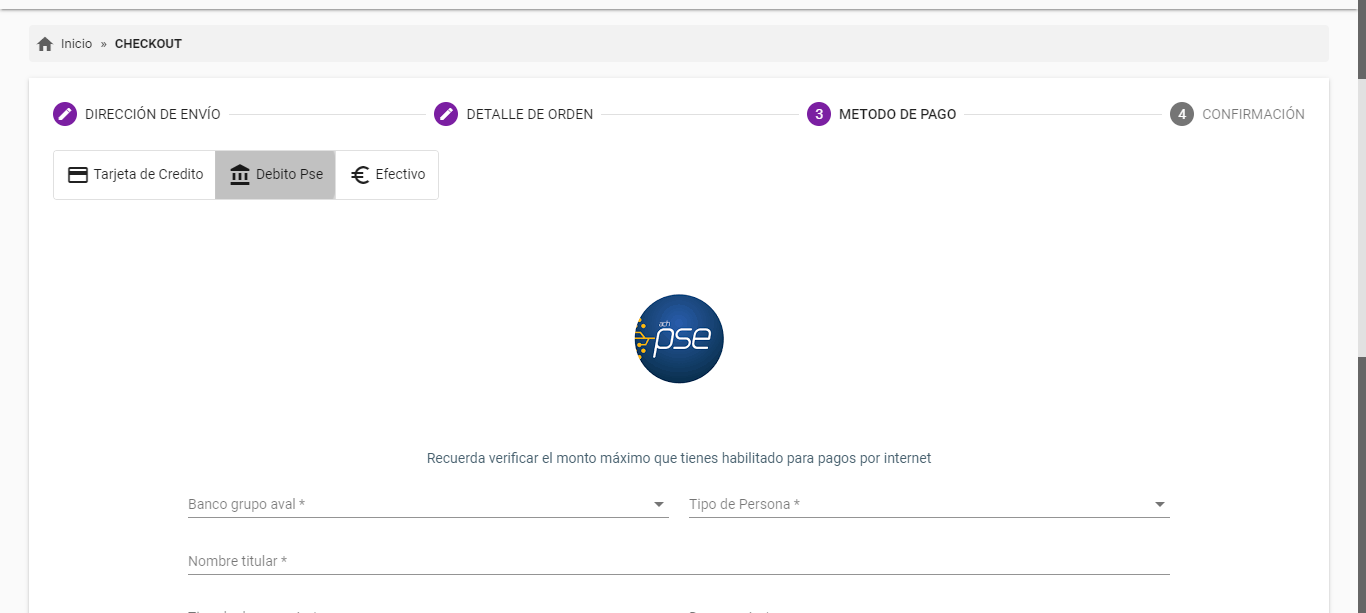 Inicio » CHECKOUT
DIRECCIÓN DE ENVÍO
DETALLE DE ORDEN
3 METODO DE PAGO
4 CONFIRMACIÓN
Tarjeta de Credito
Debito Pse
Efectivo
ach
pse
Recuerda verificar el monto máximo que tienes habilitado para pagos por internet
Banco grupo aval *
Tipo de Persona *
Nombre titular *